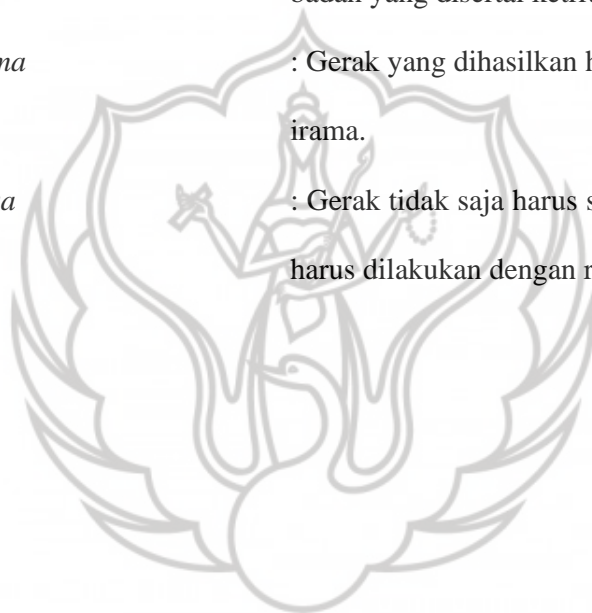 badan yang disertai
: Gerak yang dihasilkan
irama.
: Gerak tidak saja harus
harus dilakukan dengan